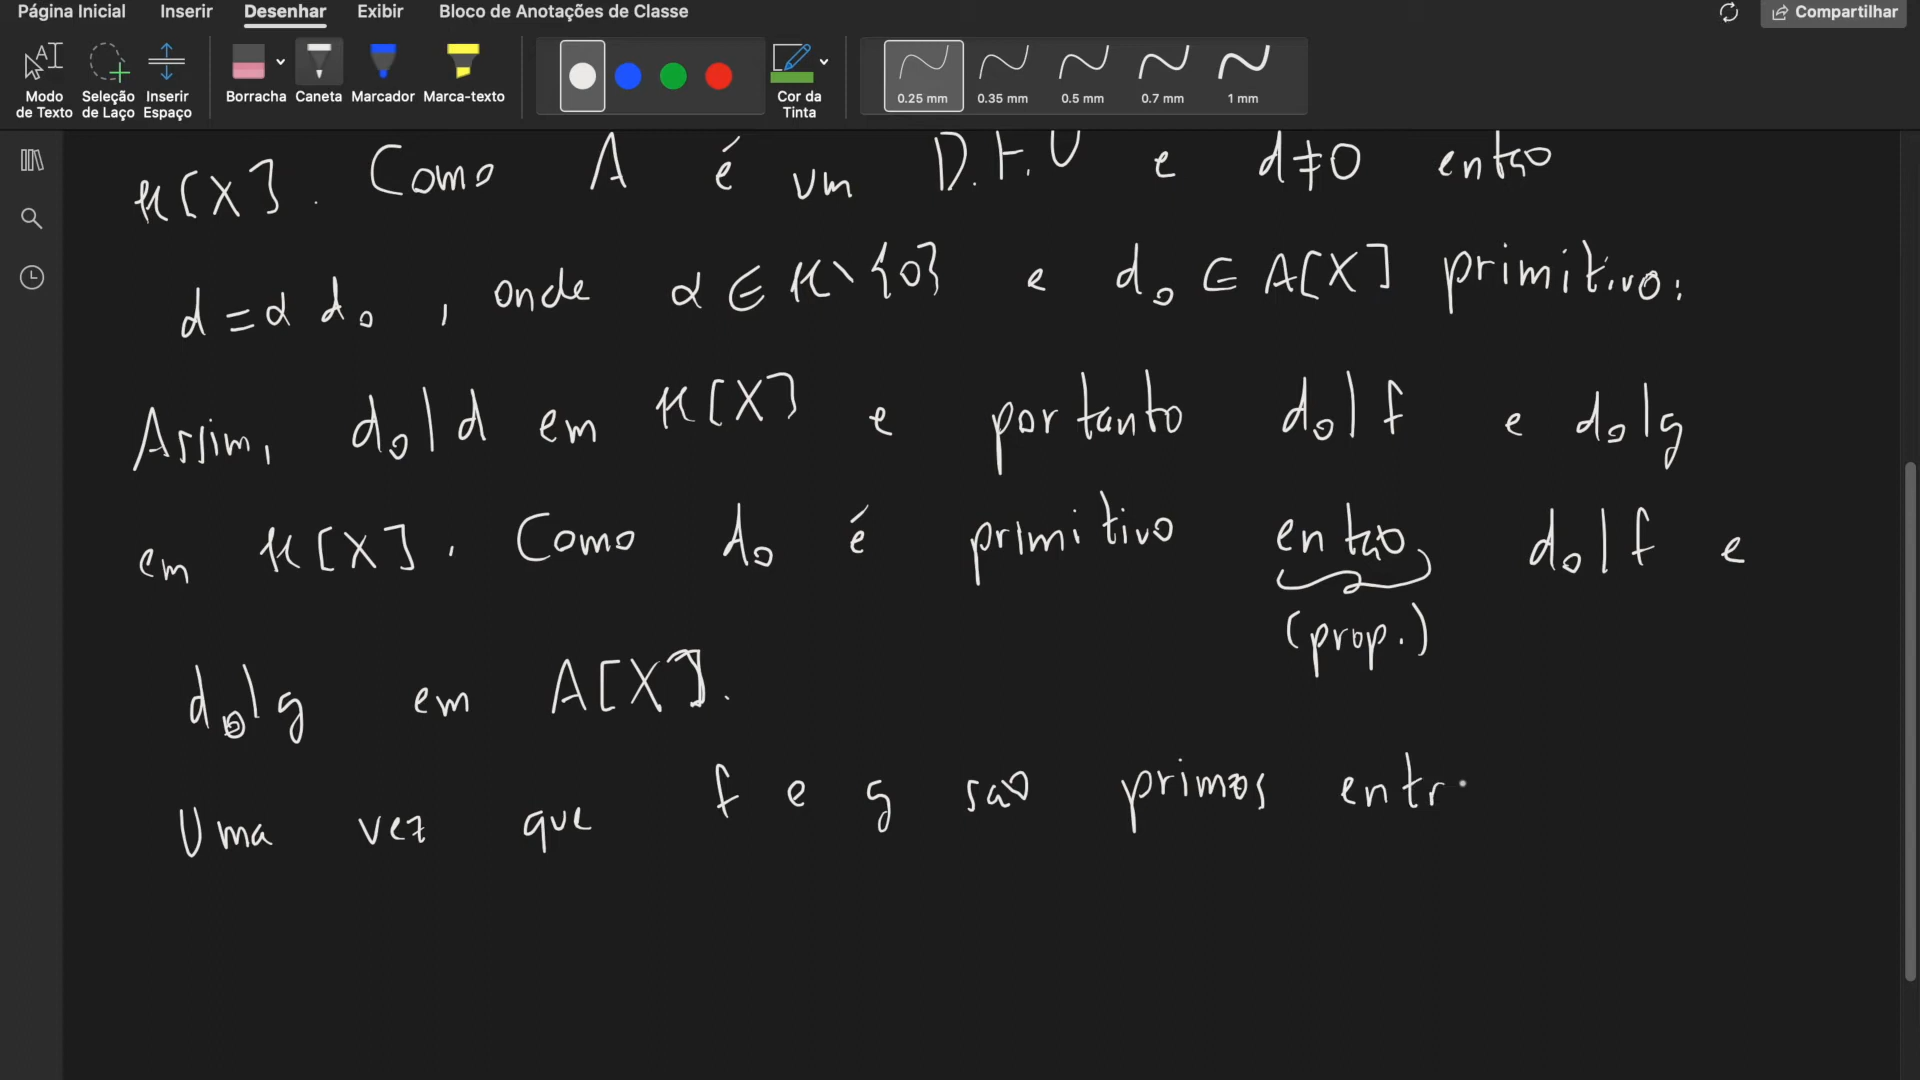 Página Inicial Inserir Desenhar Exibir Bloco de Anotações de Classe Compartilhar
Modo de Texto Seleção de Laço Inserir Espaço Borracha Caneta Marcador Marca-texto Cor da Tinta 0.25 mm 0.35 mm 0.5 mm 0.7 mm 1 mm
K[X]. Como A é um D.F.U e d≠0 entao
d = α d₀, onde α ∈ K∖{0} e d₀ ∈ A[X] primitivo.
Assim, d₀|d em K[X] e portanto d₀|f e d₀|g
em K[X]. Como d₀ é primitivo entao, d₀|f e
(prop.)
d₀|g em A[X].
Uma vez que f e g sao primos entr